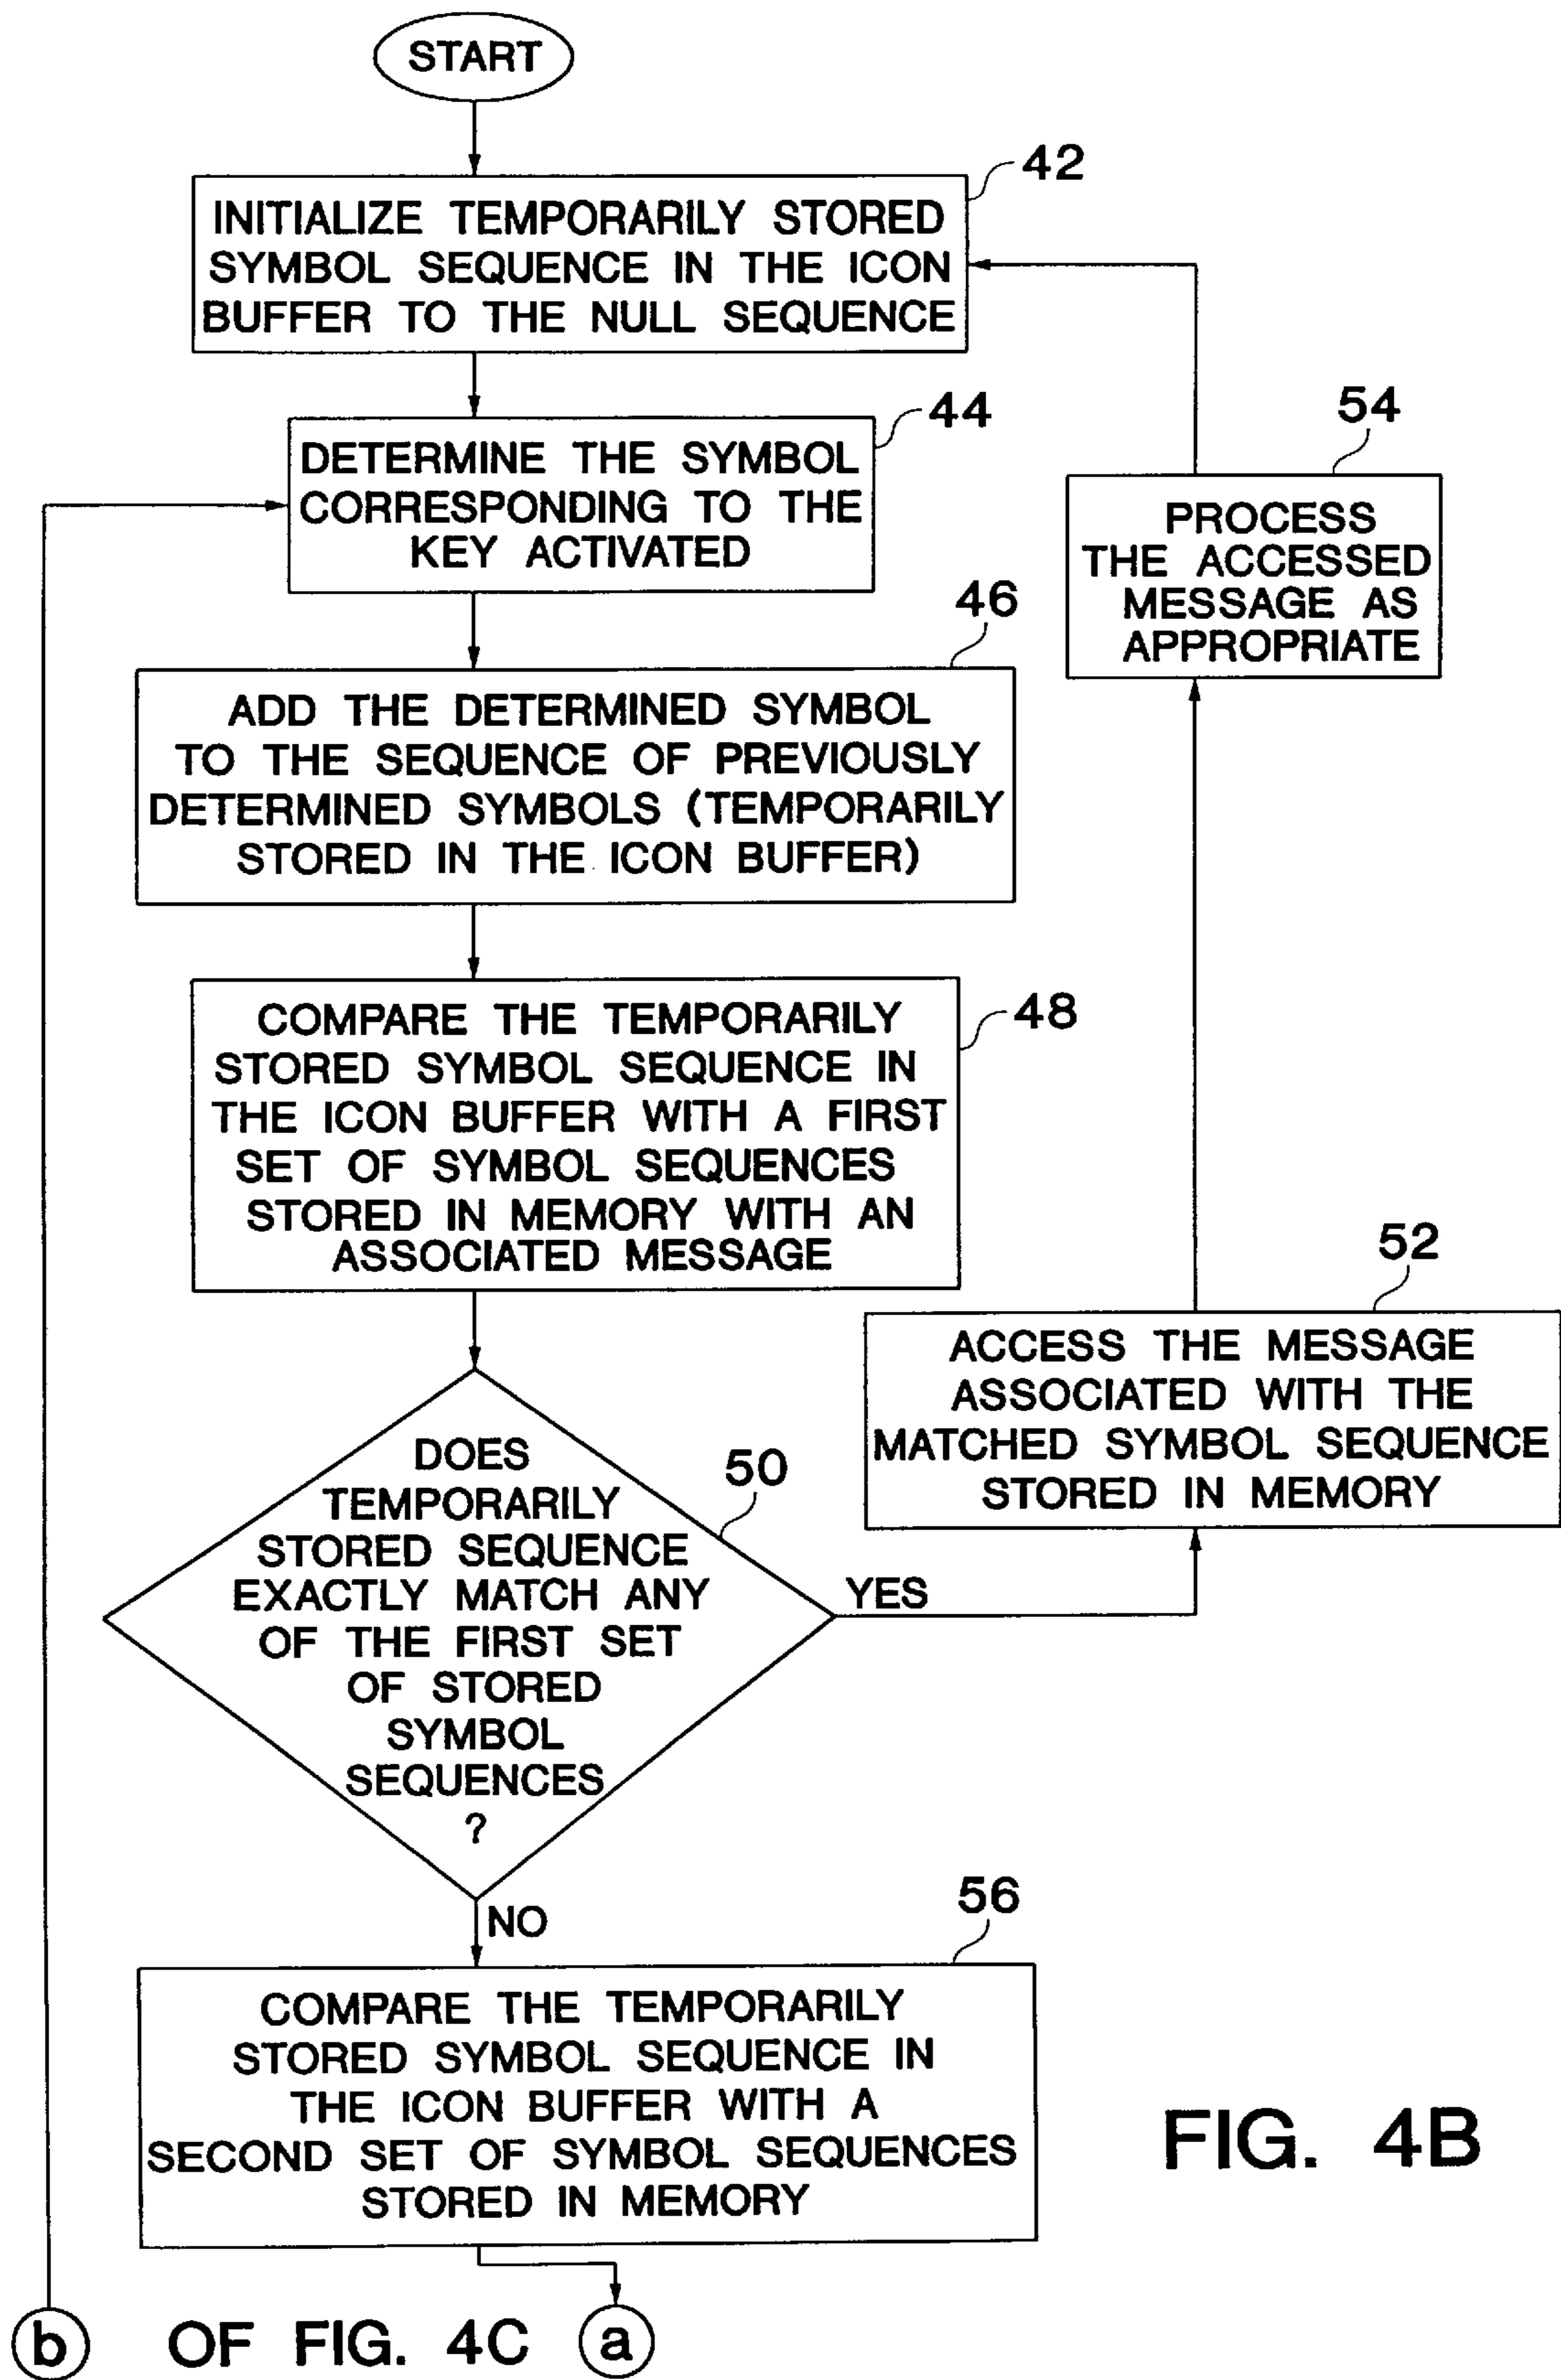 START
42
INITIALIZE TEMPORARILY STORED
SYMBOL SEQUENCE IN THE ICON
BUFFER TO THE NULL SEQUENCE
44
DETERMINE THE SYMBOL
CORRESPONDING TO THE
KEY ACTIVATED
54
PROCESS
THE ACCESSED
MESSAGE AS
APPROPRIATE
46
ADD THE DETERMINED SYMBOL
TO THE SEQUENCE OF PREVIOUSLY
DETERMINED SYMBOLS (TEMPORARILY
STORED IN THE ICON BUFFER)
48
COMPARE THE TEMPORARILY
STORED SYMBOL SEQUENCE IN
THE ICON BUFFER WITH A FIRST
SET OF SYMBOL SEQUENCES
STORED IN MEMORY WITH AN
ASSOCIATED MESSAGE
52
ACCESS THE MESSAGE
ASSOCIATED WITH THE
MATCHED SYMBOL SEQUENCE
STORED IN MEMORY
50
DOES
TEMPORARILY
STORED SEQUENCE
EXACTLY MATCH ANY
OF THE FIRST SET
OF STORED
SYMBOL
SEQUENCES
?
YES
NO
56
COMPARE THE TEMPORARILY
STORED SYMBOL SEQUENCE IN
THE ICON BUFFER WITH A
SECOND SET OF SYMBOL SEQUENCES
STORED IN MEMORY
FIG. 4B
b OF FIG. 4C a